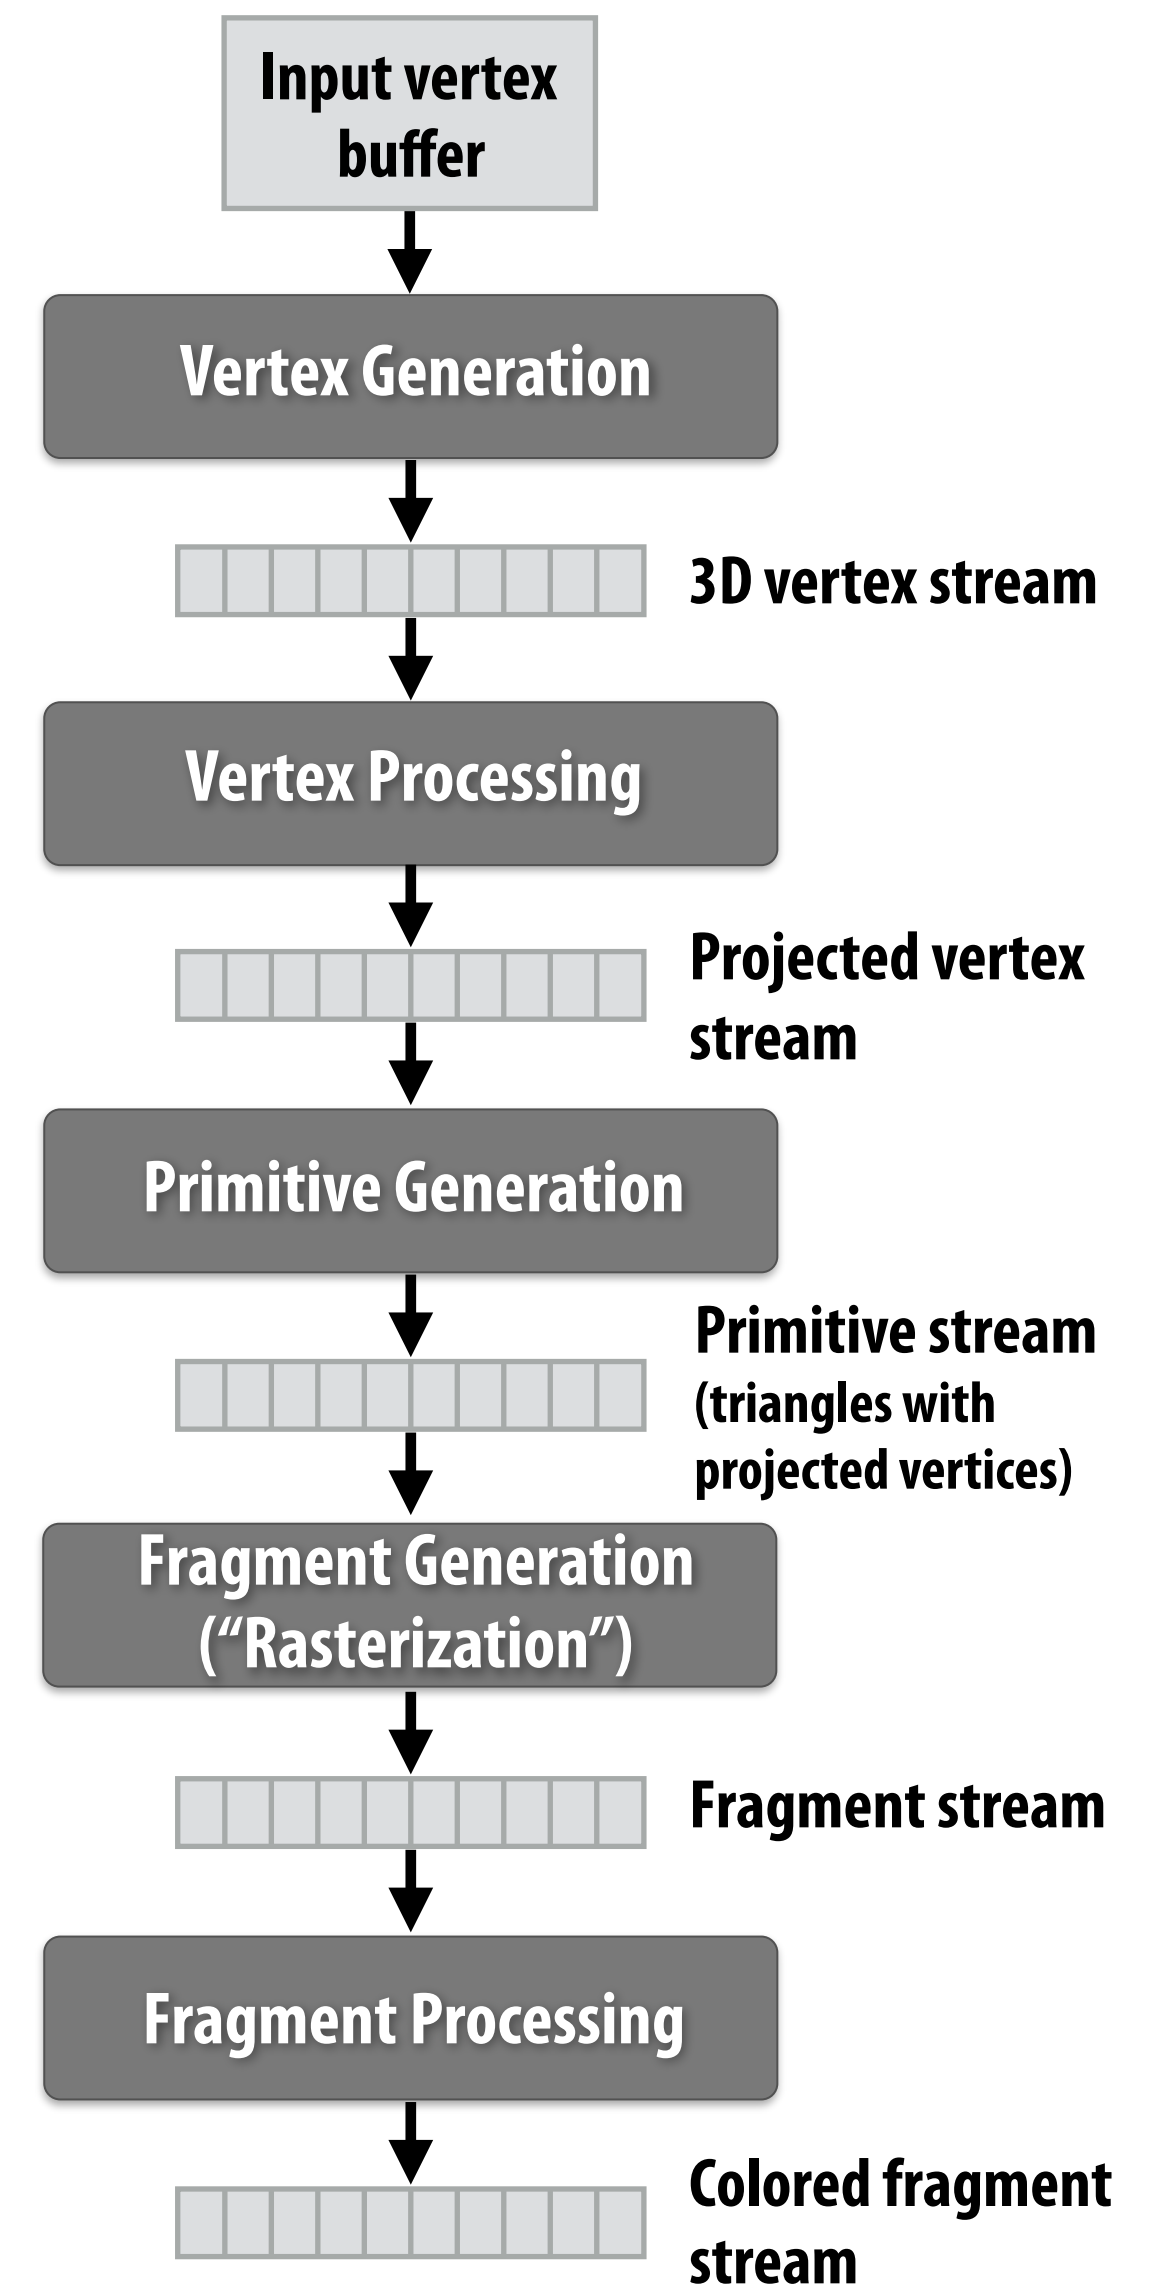 Input vertex
buffer
Vertex Generation
3D vertex stream
Vertex Processing
Projected vertex
stream
Primitive Generation
Primitive stream
(triangles with
projected vertices)
Fragment Generation
(“Rasterization”)
Fragment stream
Fragment Processing
Colored fragment
stream